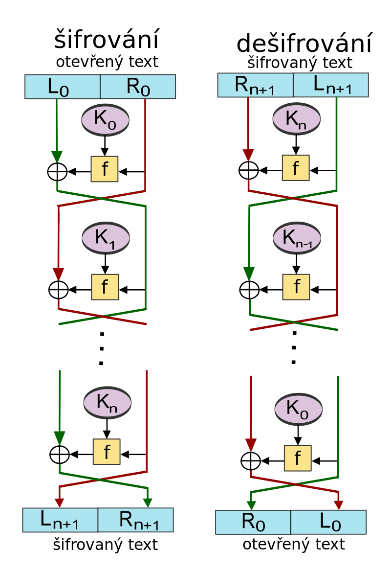 šifrování
otevřený text
L0 R0
K0
f
K1
f
Kn
f
Ln+1 Rn+1
šifrovaný text
dešifrování
šifrovaný text
Rn+1 Ln+1
Kn
f
Kn-1
f
K0
f
R0 L0
otevřený text